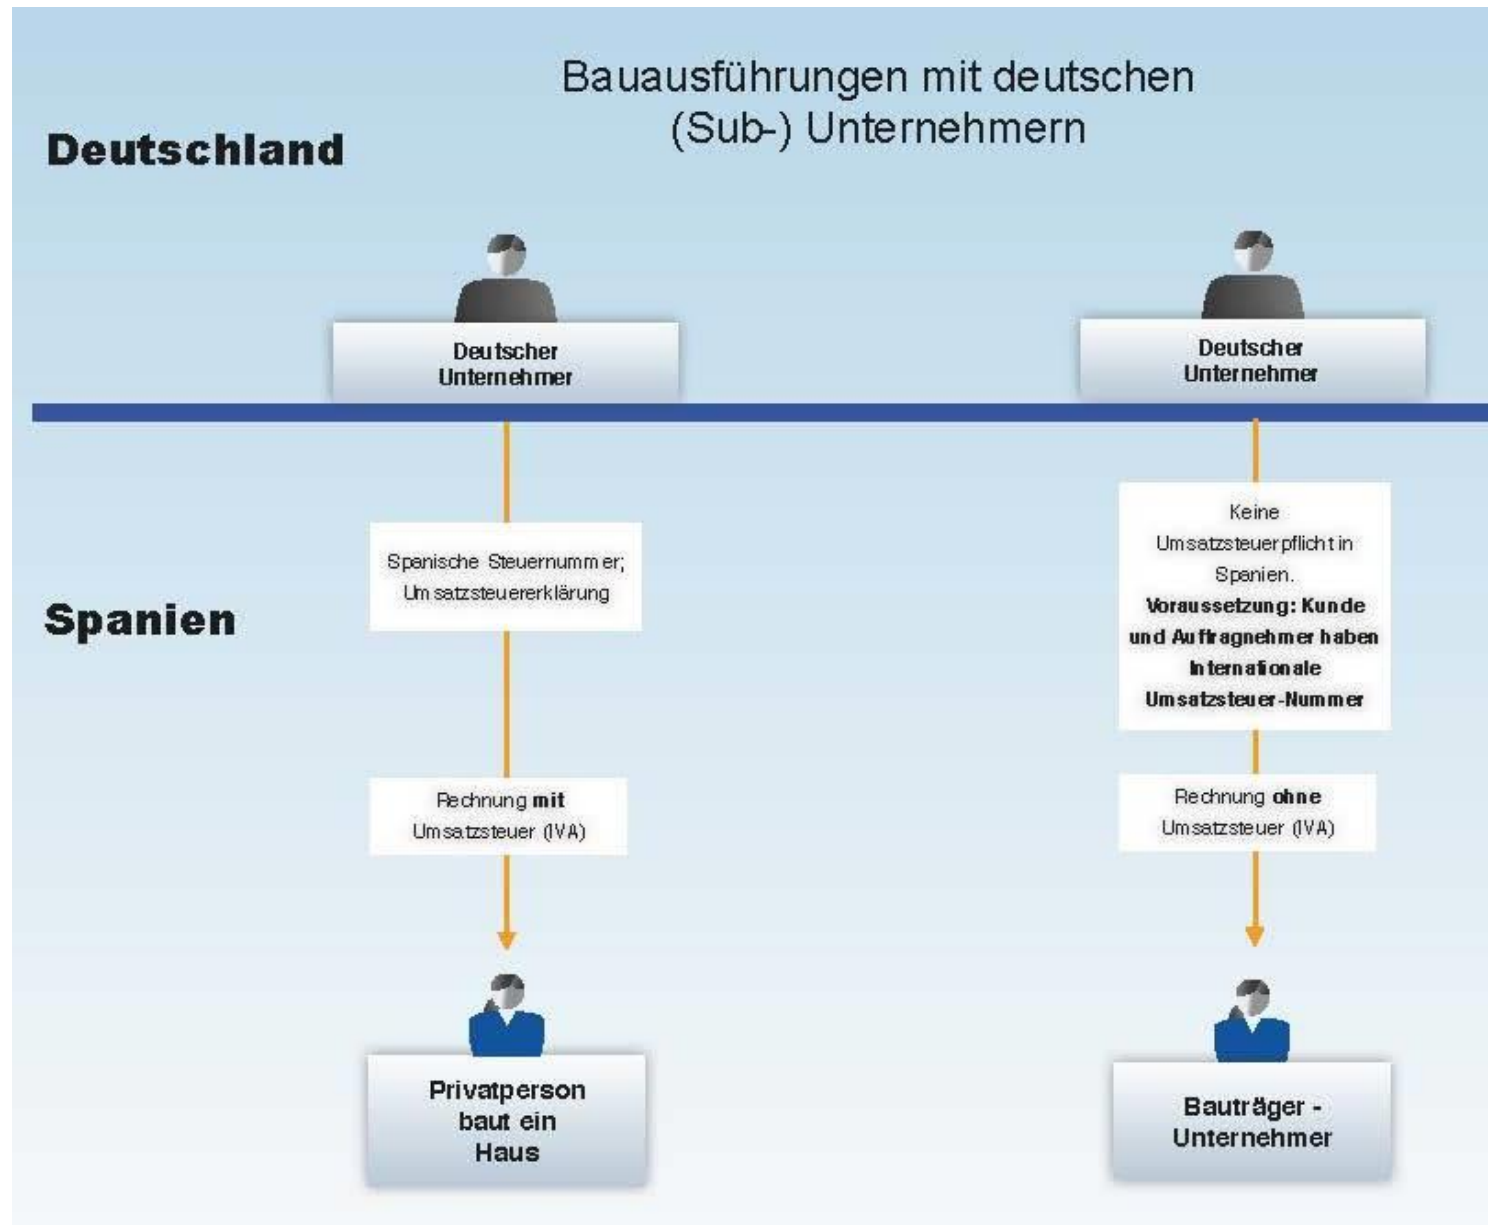 Bauausführungen mit deutschen
(Sub-) Unternehmern
Deutschland
Deutscher
Unternehmer
Deutscher
Unternehmer
Spanische Steuernummer;
Umsatzsteuererklärung
Keine
Umsatzsteuerpflicht in
Spanien.
Voraussetzung: Kunde
und Auftragnehmer haben
Internationale
Umsatzsteuer-Nummer
Spanien
Rechnung mit
Umsatzsteuer (IVA)
Rechnung ohne
Umsatzsteuer (IVA)
Privatperson
baut ein
Haus
Bauträger -
Unternehmer